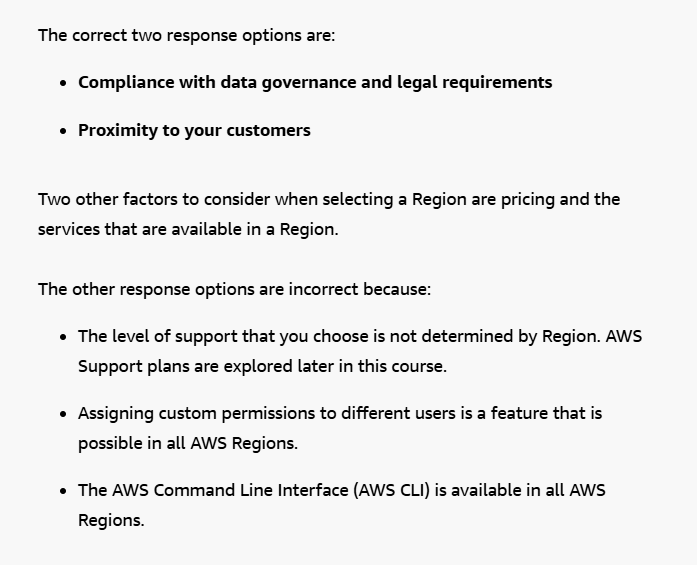 The correct two response options are:
• Compliance with data governance and legal requirements
• Proximity to your customers
Two other factors to consider when selecting a Region are pricing and the
services that are available in a Region.
The other response options are incorrect because:
• The level of support that you choose is not determined by Region. AWS
Support plans are explored later in this course.
• Assigning custom permissions to different users is a feature that is
possible in all AWS Regions.
• The AWS Command Line Interface (AWS CLI) is available in all AWS
Regions.